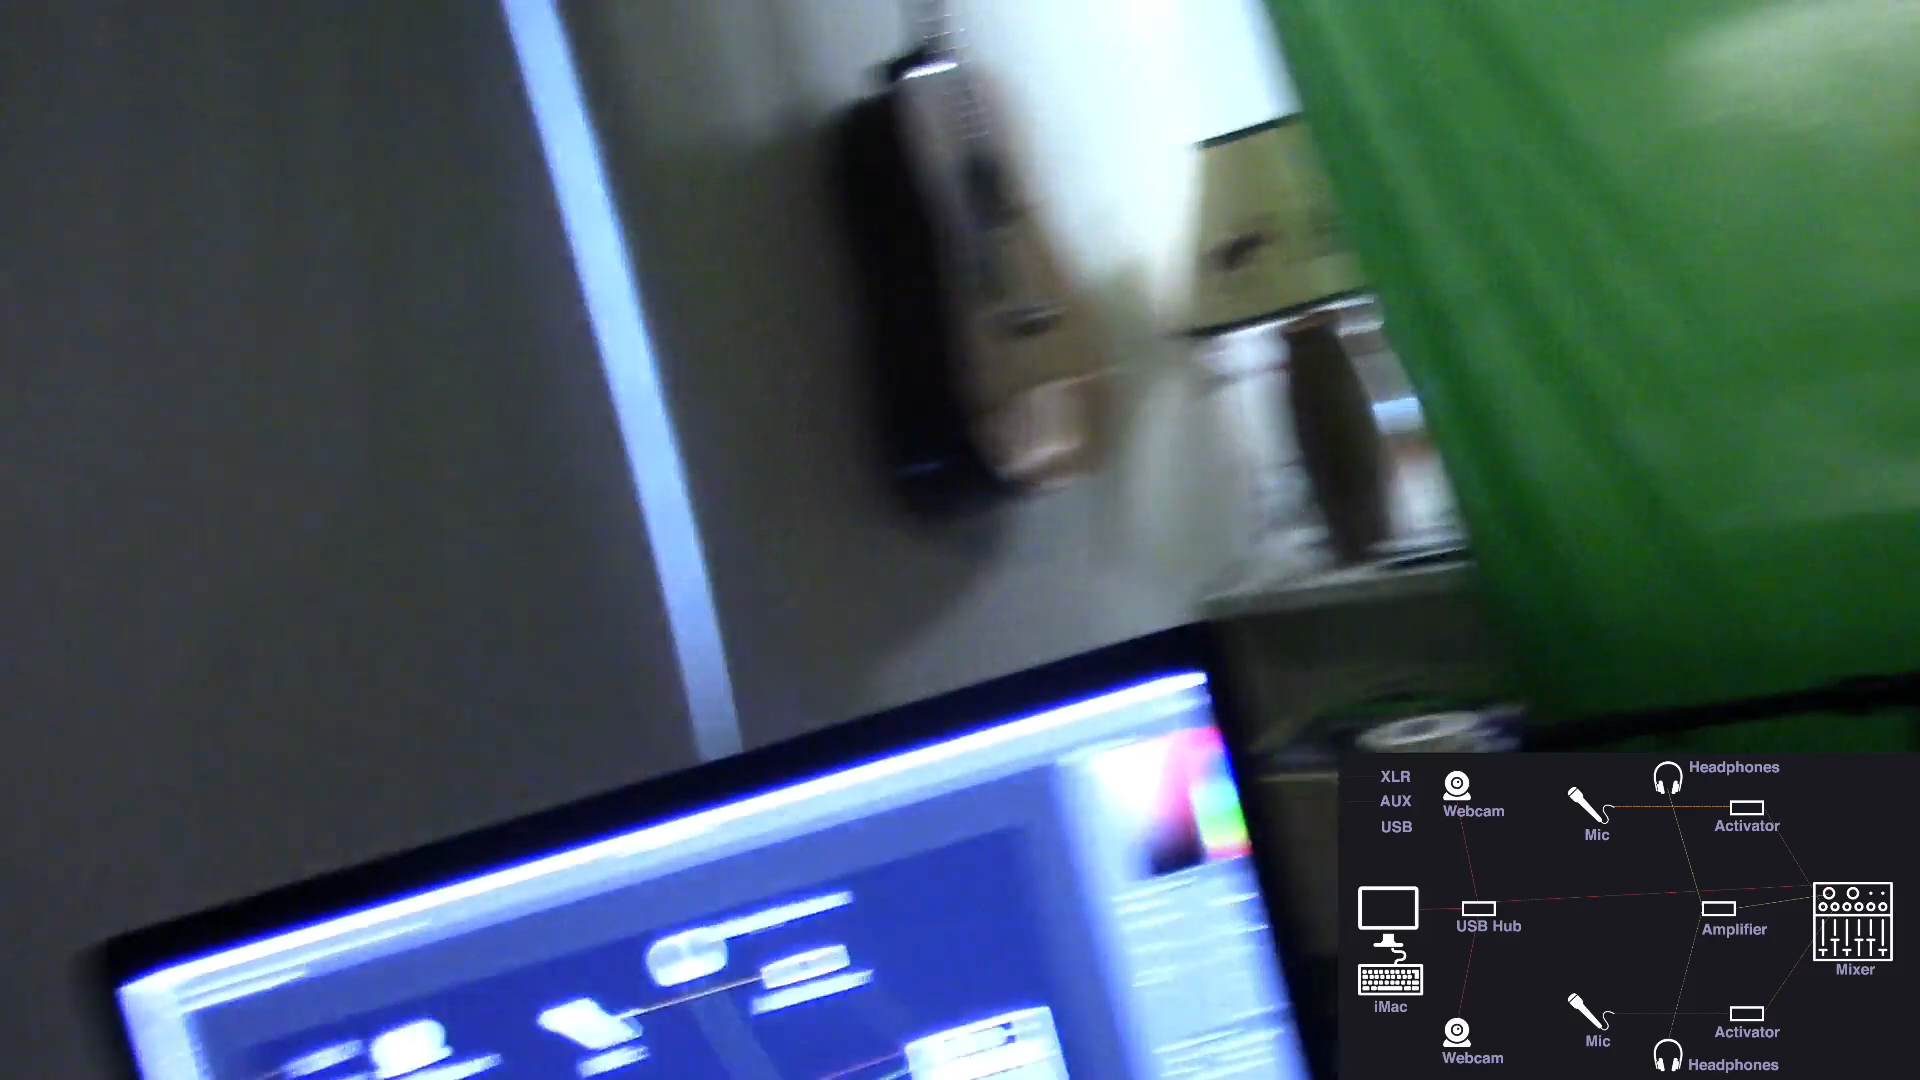 XLR
AUX
USB
Webcam
Mic
Headphones
Activator
iMac
USB Hub
Amplifier
Mixer
Webcam
Mic
Activator
Headphones